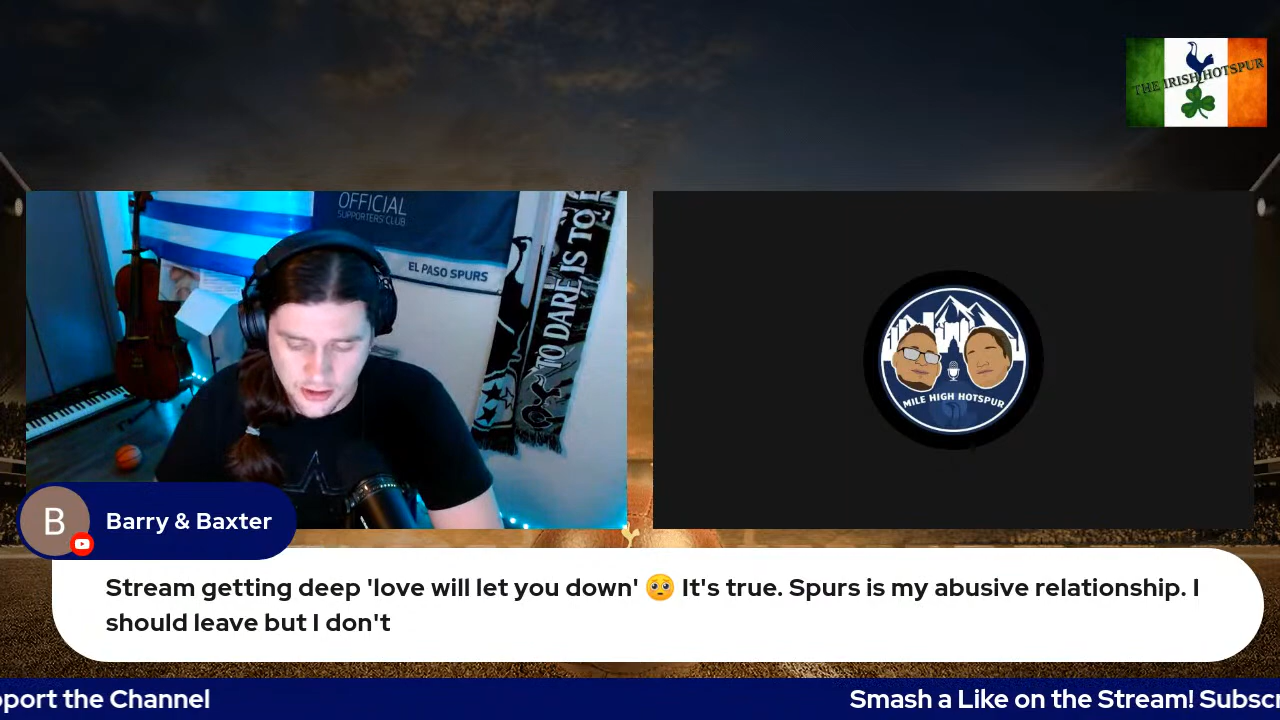 THE IRISH HOTSPUR
OFFICIAL
SUPPORTERS CLUB
EL PASO SPURS
TO DARE IS TO
MILE HIGH HOTSPUR
B
Barry & Baxter
Stream getting deep 'love will let you down' 🥺 It's true. Spurs is my abusive relationship. I
should leave but I don't
pport the Channel
Smash a Like on the Stream! Subscr